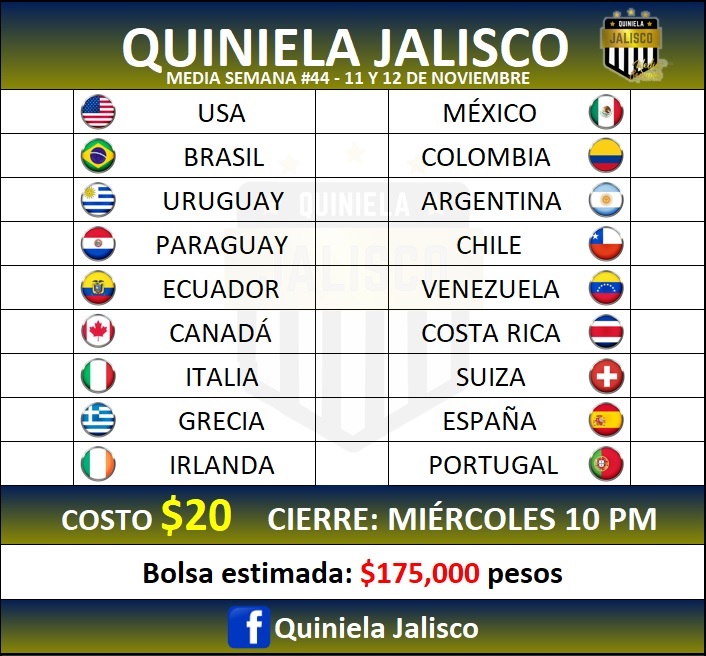 QUINIELA JALISCO
MEDIA SEMANA #44 - 11 Y 12 DE NOVIEMBRE
QUINIELA
JALISCO
USA MÉXICO
BRASIL COLOMBIA
URUGUAY ARGENTINA
PARAGUAY CHILE
ECUADOR VENEZUELA
CANADÁ COSTA RICA
ITALIA SUIZA
GRECIA ESPAÑA
IRLANDA PORTUGAL
QUINIELA
JALISCO
COSTO $20 CIERRE: MIÉRCOLES 10 PM
Bolsa estimada: $175,000 pesos
f Quiniela Jalisco